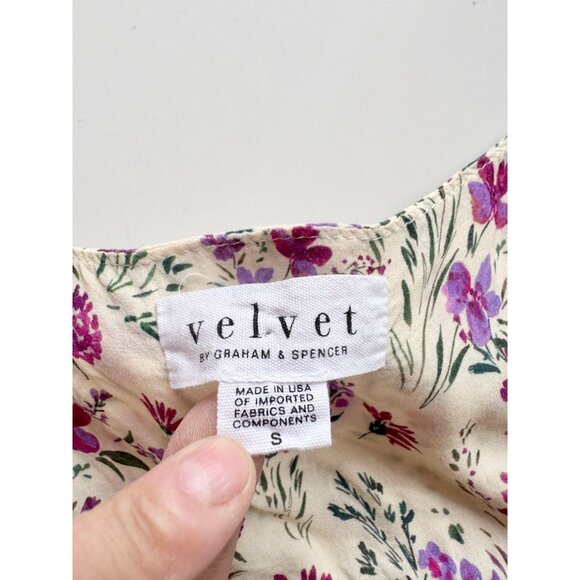 velvet
BY GRAHAM & SPENCER
MADE IN USA
OF IMPORTED
FABRICS AND
COMPONENTS
S